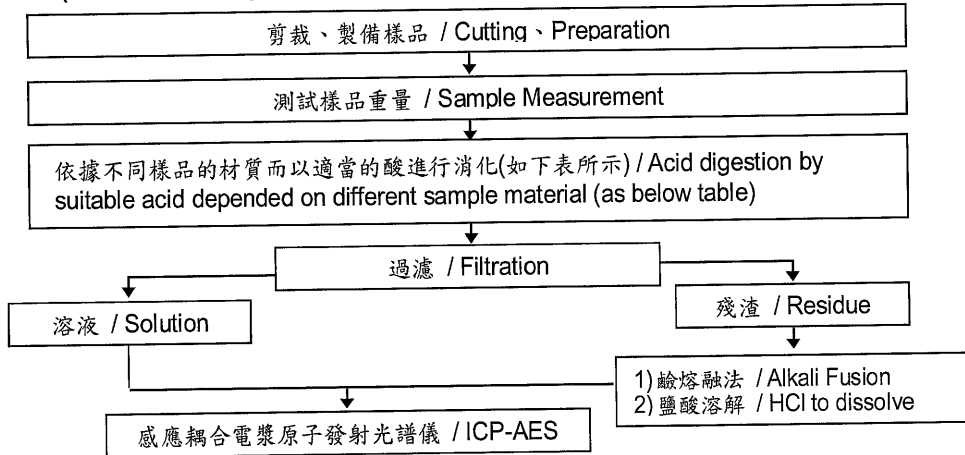 剪裁、製備樣品 / Cutting、Preparation
測試樣品重量 / Sample Measurement
依據不同樣品的材質而以適當的酸進行消化(如下表所示) / Acid digestion by
suitable acid depended on different sample material (as below table)
過濾 / Filtration
溶液 / Solution
殘渣 / Residue
1) 鹼熔融法 / Alkali Fusion
2) 鹽酸溶解 / HCl to dissolve
感應耦合電漿原子發射光譜儀 / ICP-AES